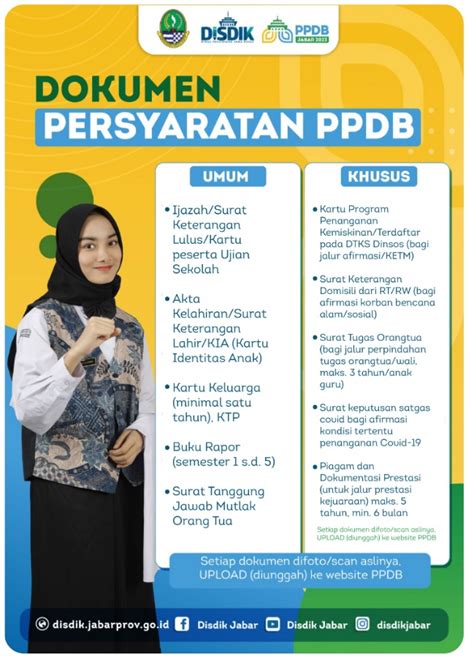 DISDIK
PPDB
JABAR 2022
DOKUMEN
PERSYARATAN PPDB
UMUM
• Ijazah/Surat
Keterangan
Lulus/Kartu
peserta Ujian
Sekolah
• Akta
Kelahiran/Surat
Keterangan
Lahir/KIA (Kartu
Identitas Anak)
• Kartu Keluarga
(minimal satu
tahun), KTP
• Buku Rapor
(semester 1 s.d. 5)
• Surat Tanggung
Jawab Mutlak
Orang Tua
KHUSUS
• Kartu Program
Penanganan
Kemiskinan/Terdaftar
pada DTKS Dinsos (bagi
jalur afirmasi/KETM)
• Surat Keterangan
Domisili dari RT/RW (bagi
afirmasi korban bencana
alam/sosial)
• Surat Tugas Orangtua
(bagi jalur perpindahan
tugas orangtua/wali,
maks. 3 tahun/anak
guru)
• Surat keputusan satgas
covid bagi afirmasi
kondisi tertentu
penanganan Covid-19
• Piagam dan
Dokumentasi Prestasi
(untuk jalur prestasi
kejuaraan) maks. 5
tahun, min. 6 bulan
Setiap dokumen difoto/scan aslinya,
UPLOAD (diunggah) ke website PPDB
Setiap dokumen difoto/scan aslinya,
UPLOAD (diunggah) ke website PPDB
disdik.jabarprov.go.id Disdik Jabar Disdik Jabar disdikjabar